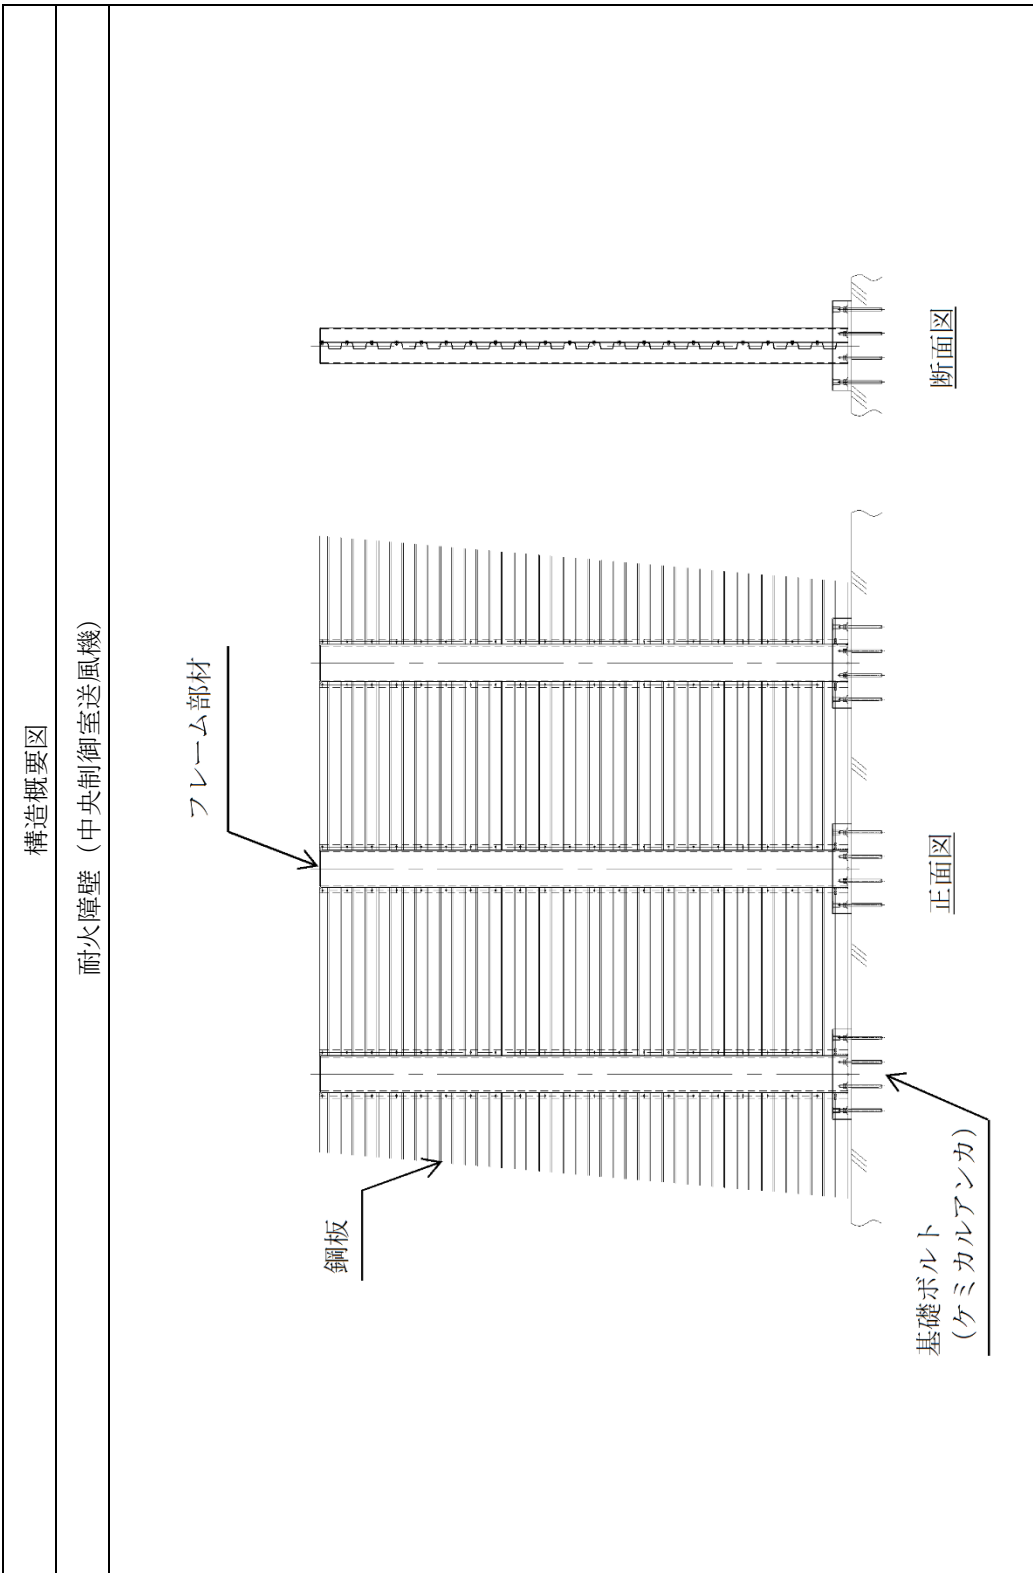 構造概要図
耐火障壁（中央制御室送風機）
フレーム部材
鋼板
基礎ボルト
（ケミカルアンカ）
正面図
断面図